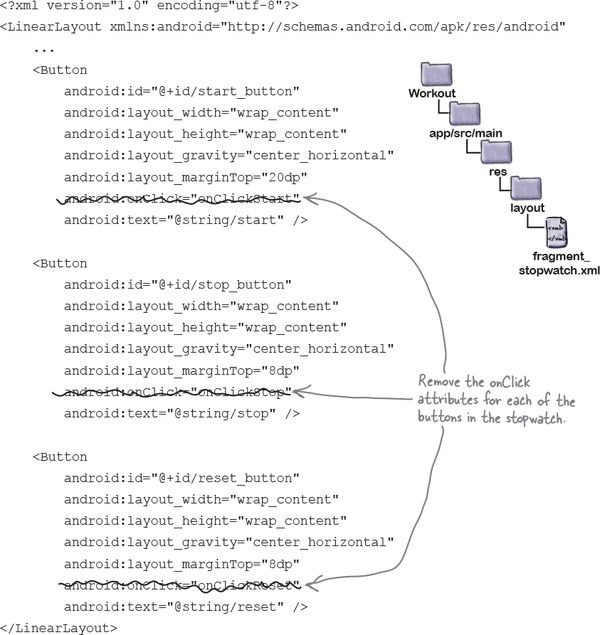 <?xml version="1.0" encoding="utf-8"?>
<LinearLayout xmlns:android="http://schemas.android.com/apk/res/android"
...
<Button
android:id="@+id/start_button"
android:layout_width="wrap_content"
android:layout_height="wrap_content"
android:layout_gravity="center_horizontal"
android:layout_marginTop="20dp"
android:onClick="onClickStart"
android:text="@string/start" />
<Button
android:id="@+id/stop_button"
android:layout_width="wrap_content"
android:layout_height="wrap_content"
android:layout_gravity="center_horizontal"
android:layout_marginTop="8dp"
android:onClick="onClickStop"
android:text="@string/stop" />
<Button
android:id="@+id/reset_button"
android:layout_width="wrap_content"
android:layout_height="wrap_content"
android:layout_gravity="center_horizontal"
android:layout_marginTop="8dp"
android:onClick="onClickReset"
android:text="@string/reset" />
</LinearLayout>
Workout
app/src/main
res
layout
<xml>
</xml>
fragment_
stopwatch.xml
Remove the onClick
attributes for each of the
buttons in the stopwatch.